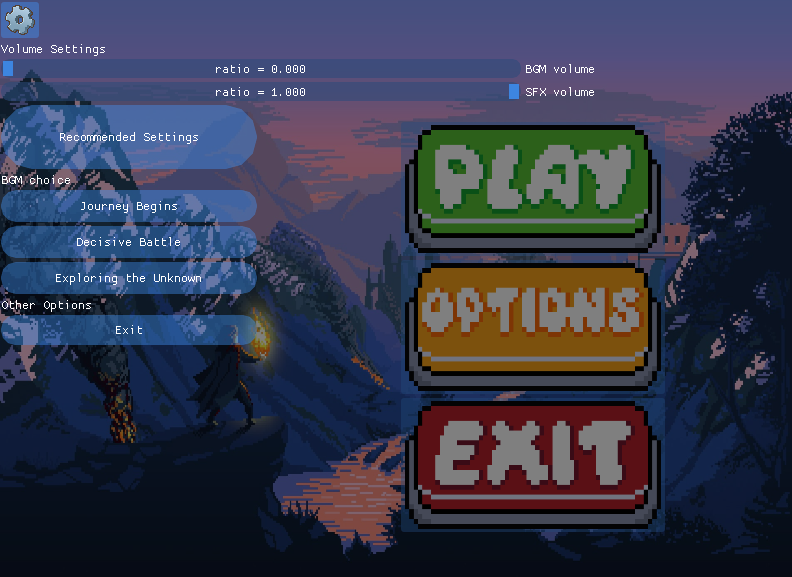 Volume Settings
ratio = 0.000 BGM volume
ratio = 1.000 SFX volume
Recommended Settings
BGM choice
Journey Begins
Decisive Battle
Exploring the Unknown
Other Options
Exit
PLAY
OPTIONS
EXIT